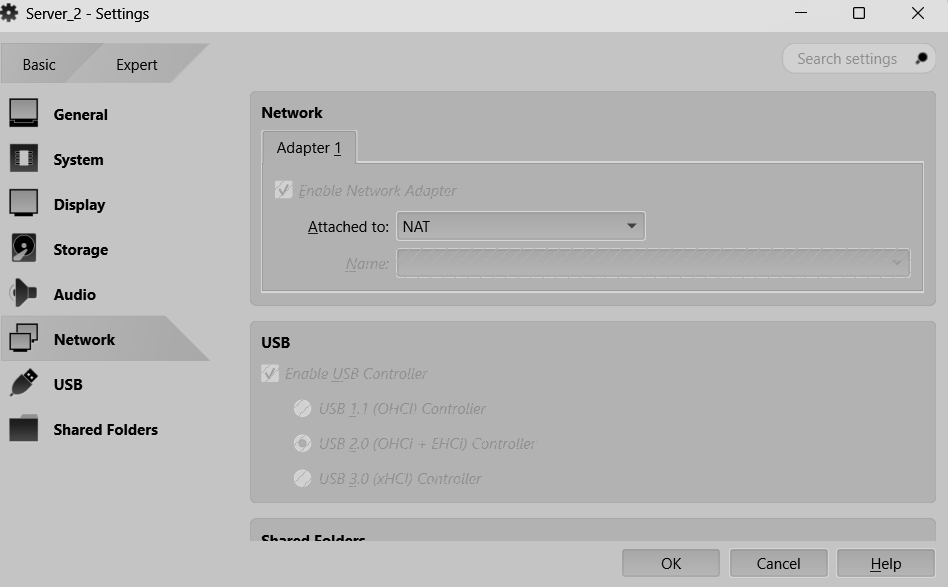 Server_2 - Settings
Basic
Expert
Search settings
General
System
Display
Storage
Audio
Network
USB
Shared Folders
Network
Adapter 1
Enable Network Adapter
Attached to: NAT
Name:
USB
Enable USB Controller
USB 1.1 (OHCI) Controller
USB 2.0 (OHCI + EHCI) Controller
USB 3.0 (xHCI) Controller
Shared Folders
OK
Cancel
Help